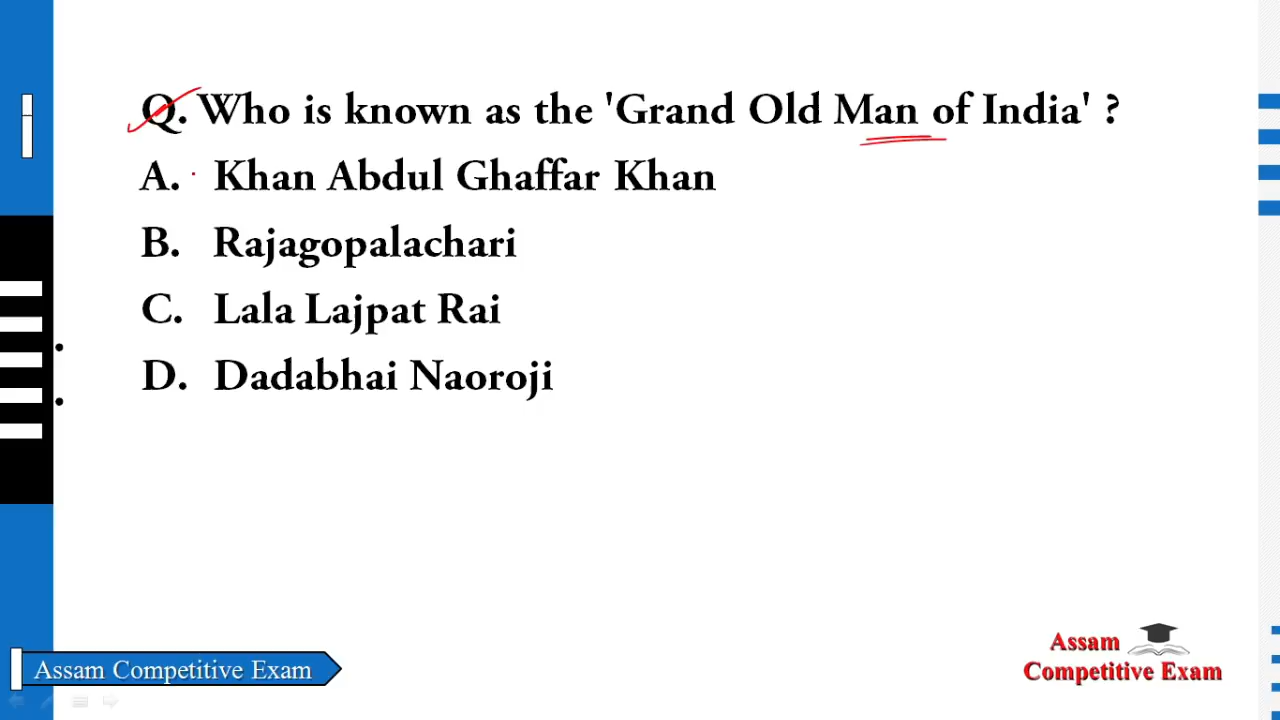 Q. Who is known as the 'Grand Old Man of India' ?
A. Khan Abdul Ghaffar Khan
B. Rajagopalachari
C. Lala Lajpat Rai
D. Dadabhai Naoroji
Assam Competitive Exam
Assam
Competitive Exam